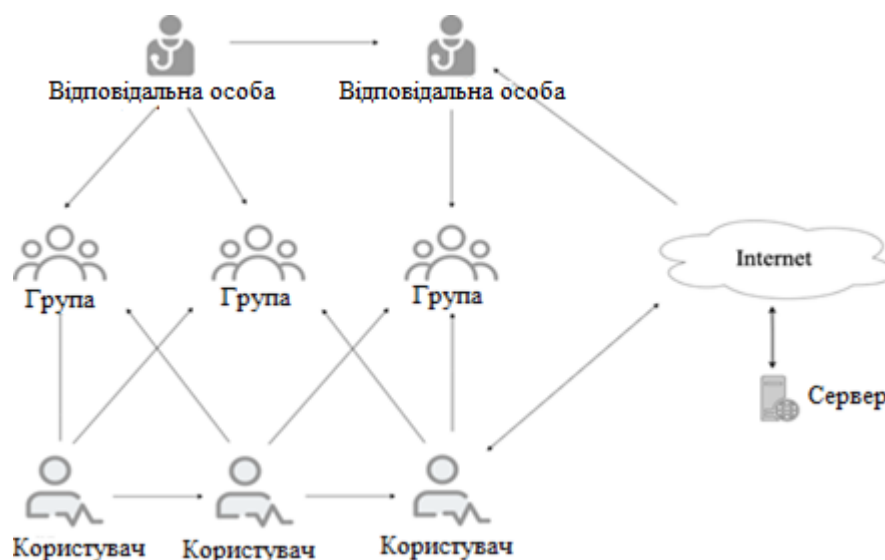 Відповідальна особа
Відповідальна особа
Група
Група
Група
Internet
Сервер
Користувач
Користувач
Користувач